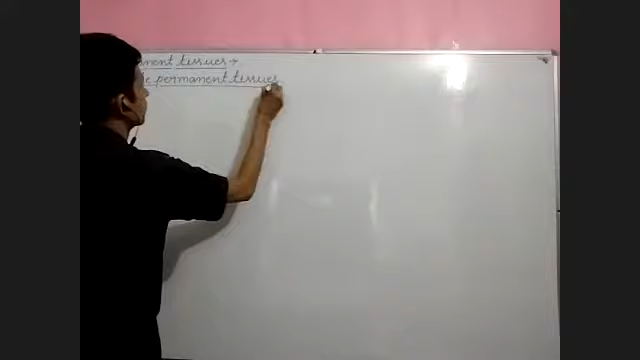 tissues →
permanent tissues